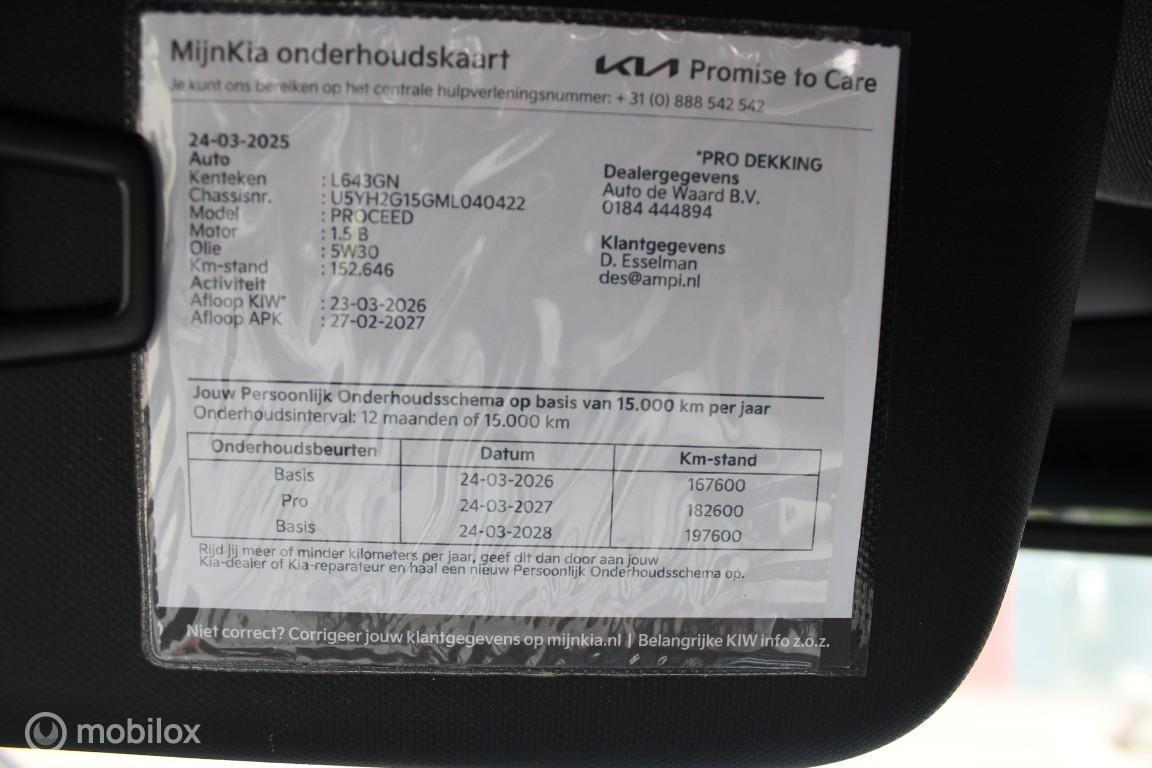 MijnKia onderhoudskaart
KIA Promise to Care
Je kunt ons bereiken op het centrale hulpverleningsnummer: + 31 (0) 888 542 542
24-03-2025
Auto
Kenteken : L643GN
Chassisnr. : U5YH2G15GML040422
Model : PROCEED
Motor : 1.5 B
Olie : 5W30
Km-stand : 152.646
Activiteit
Afloop KIW* : 23-03-2026
Afloop APK : 27-02-2027
*PRO DEKKING
Dealergegevens
Auto de Waard B.V.
0184 444894
Klantgegevens
D. Esselman
des@ampi.nl
Jouw Persoonlijk Onderhoudsschema op basis van 15.000 km per jaar
Onderhoudsinterval: 12 maanden of 15.000 km
Onderhoudsbeurten Datum Km-stand
Basis 24-03-2026 167600
Pro 24-03-2027 182600
Basis 24-03-2028 197600
Rijd jij meer of minder kilometers per jaar, geef dit dan door aan jouw
Kia-dealer of Kia-reparateur en haal een nieuw Persoonlijk Onderhoudsschema op.
Niet correct? Corrigeer jouw klantgegevens op mijnkia.nl | Belangrijke KIW info z.o.z.
mobilox